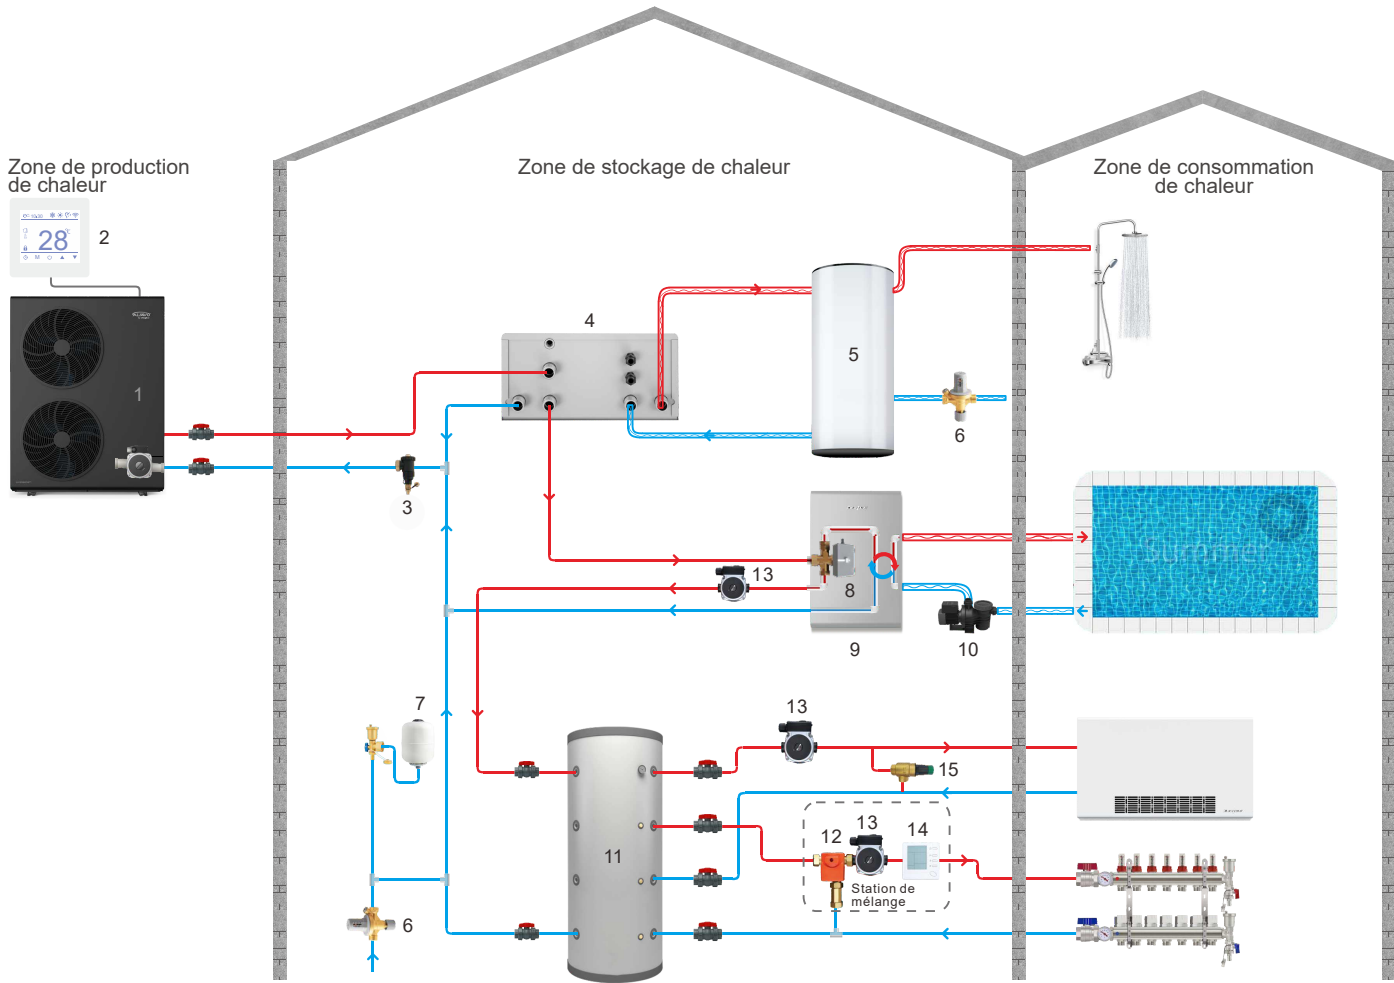 Zone de production
de chaleur
Zone de stockage de chaleur
Zone de consommation
de chaleur
28
°C
M
2
1
3
4
5
6
Summer
13
8
9
10
7
13
15
11
12
13
14
Station de
mélange
6